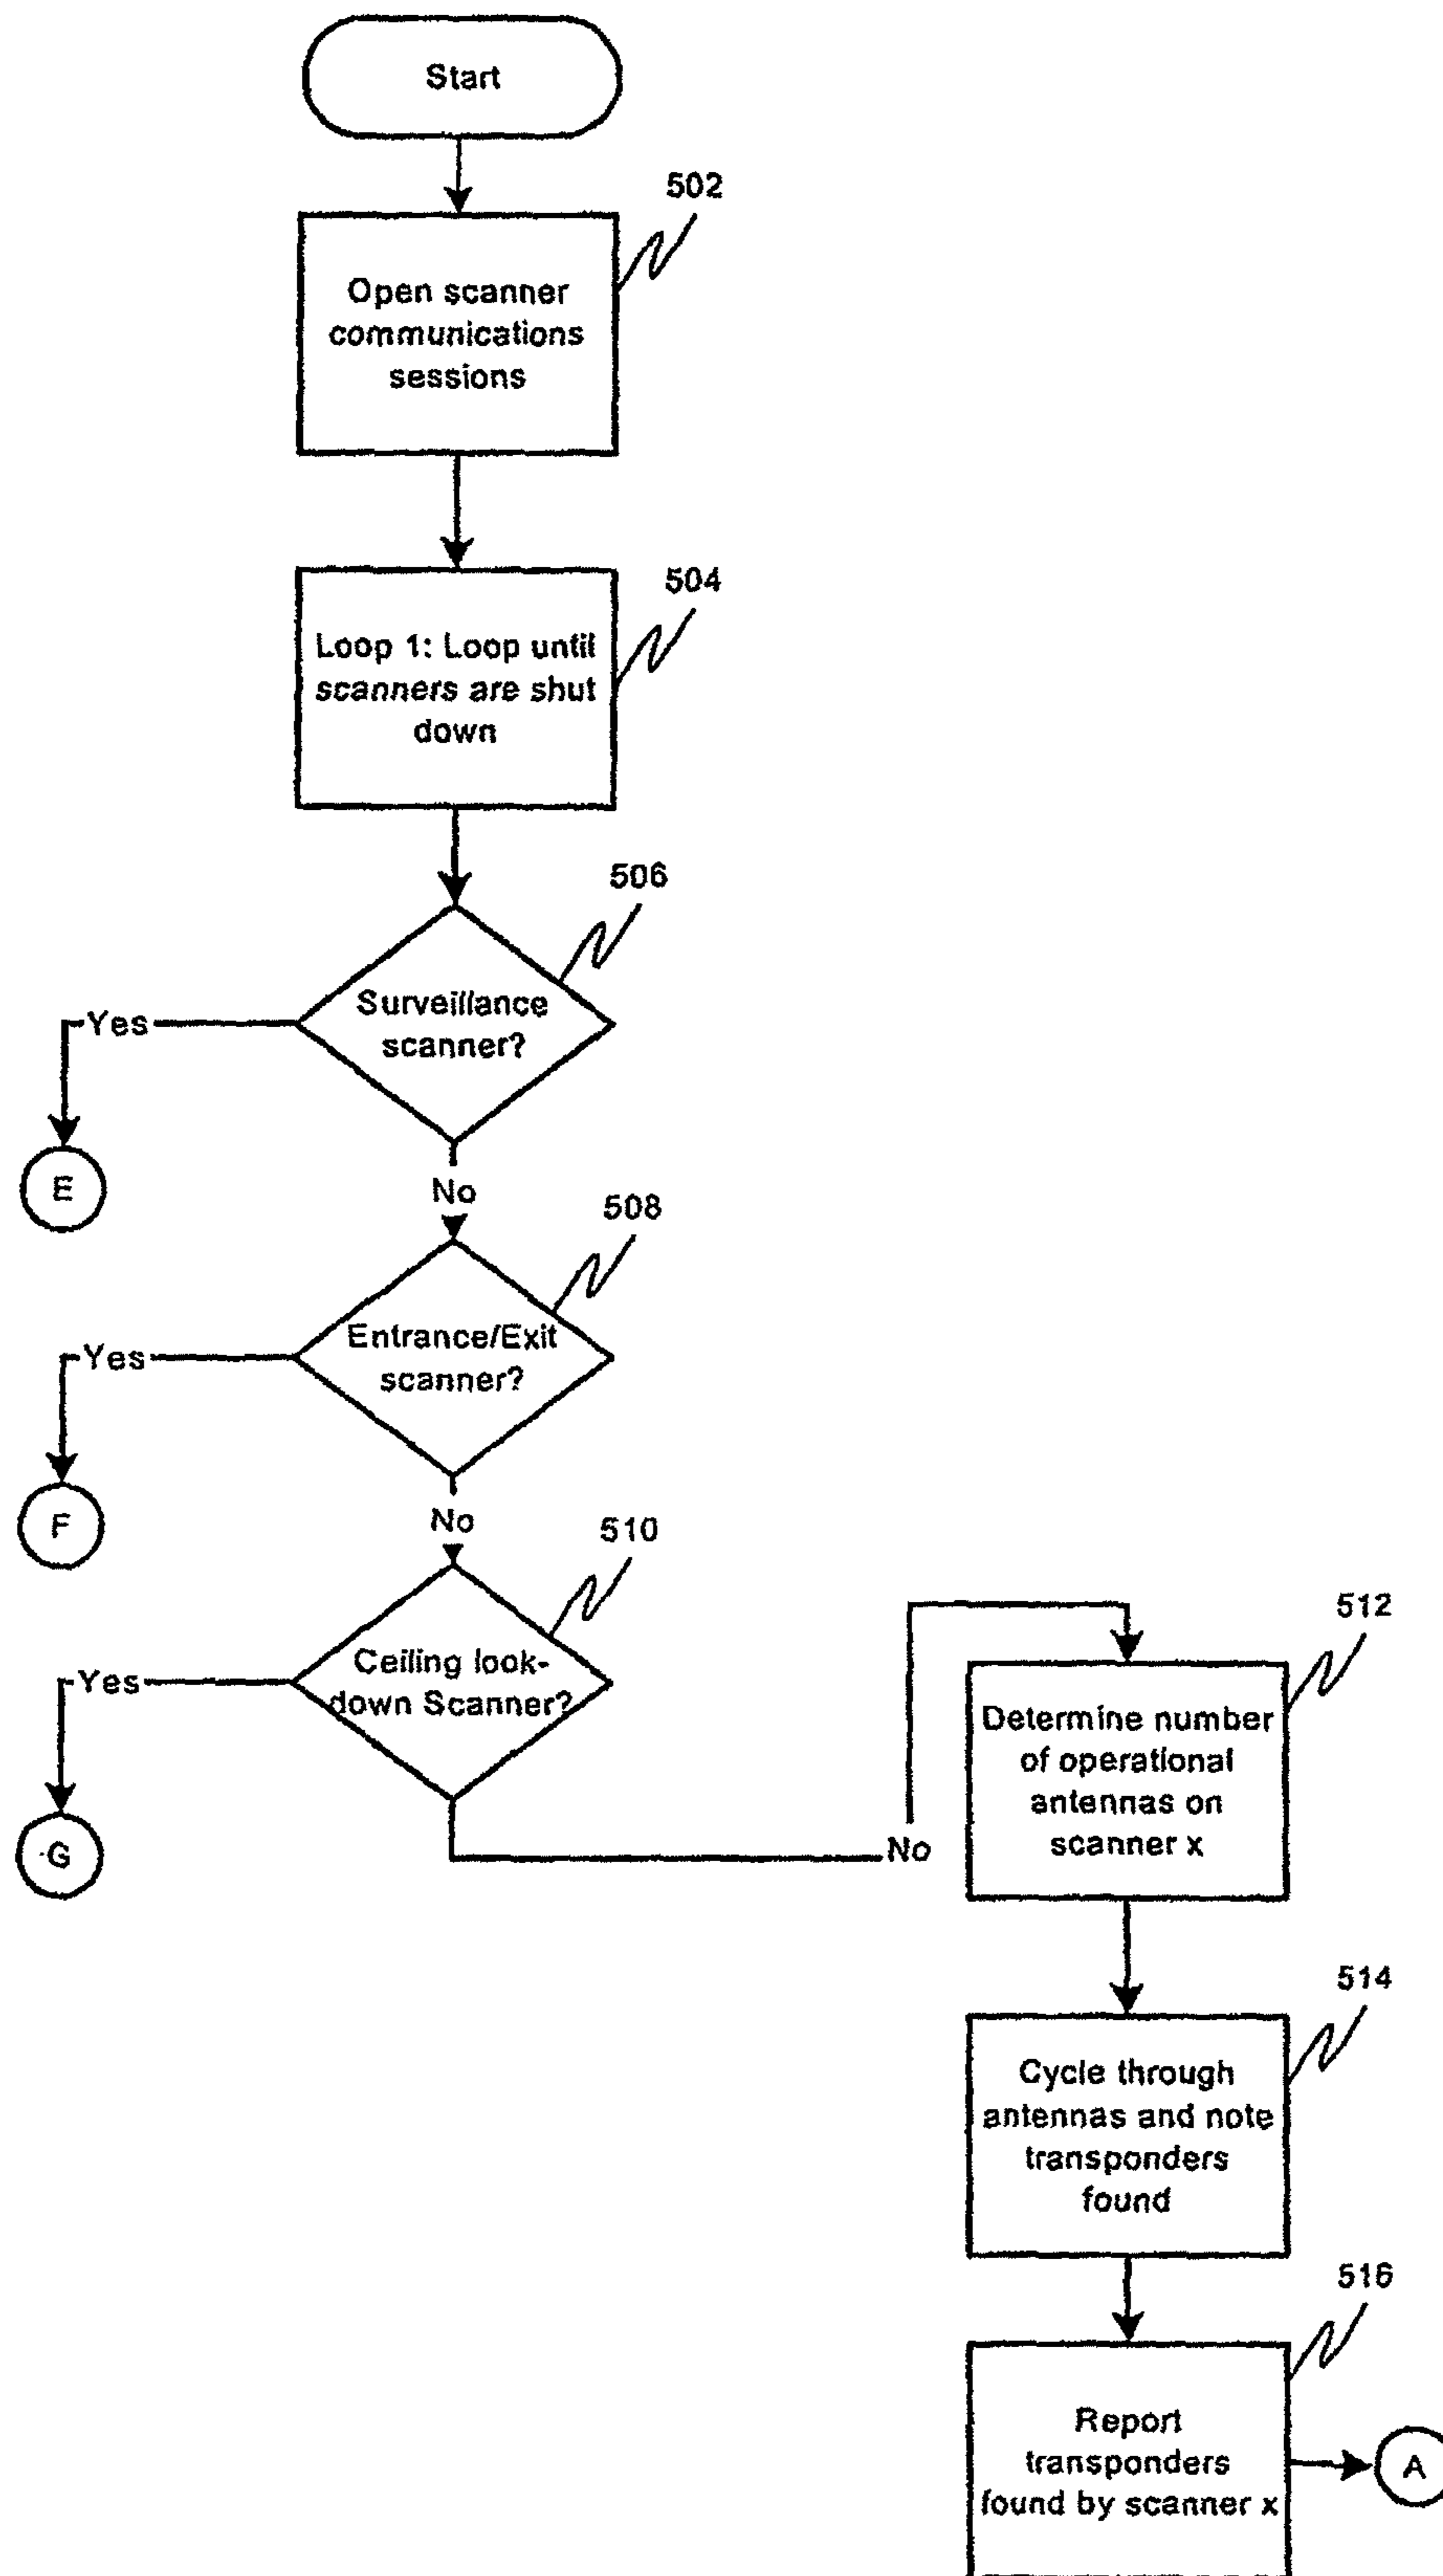 Start
502
Open scanner
communications
sessions
504
Loop 1: Loop until
scanners are shut
down
506
Surveillance
scanner?
Yes
E
No
508
Entrance/Exit
scanner?
Yes
F
No
510
Ceiling look-
down Scanner?
Yes
G
No
512
Determine number
of operational
antennas on
scanner x
514
Cycle through
antennas and note
transponders
found
516
Report
transponders
found by scanner x
A